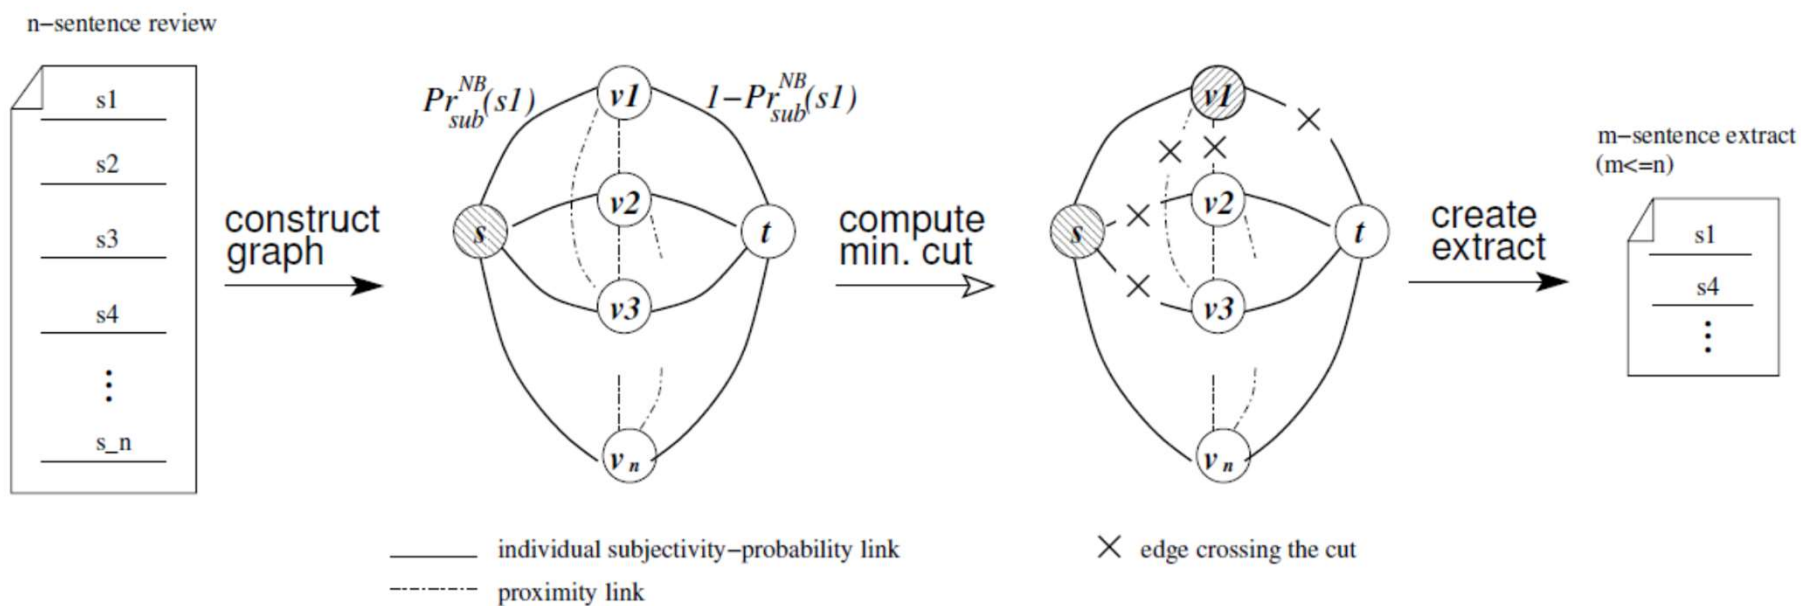 n−sentence review
s1
s2
s3
s4
⋮
s_n
construct
graph
Pr^NB_sub(s1)
1−Pr^NB_sub(s1)
v1
v2
s
t
v3
v n
compute
min. cut
v1
v2
s
t
v3
v n
create
extract
m−sentence extract
(m<=n)
s1
s4
⋮
individual subjectivity−probability link
proximity link
edge crossing the cut